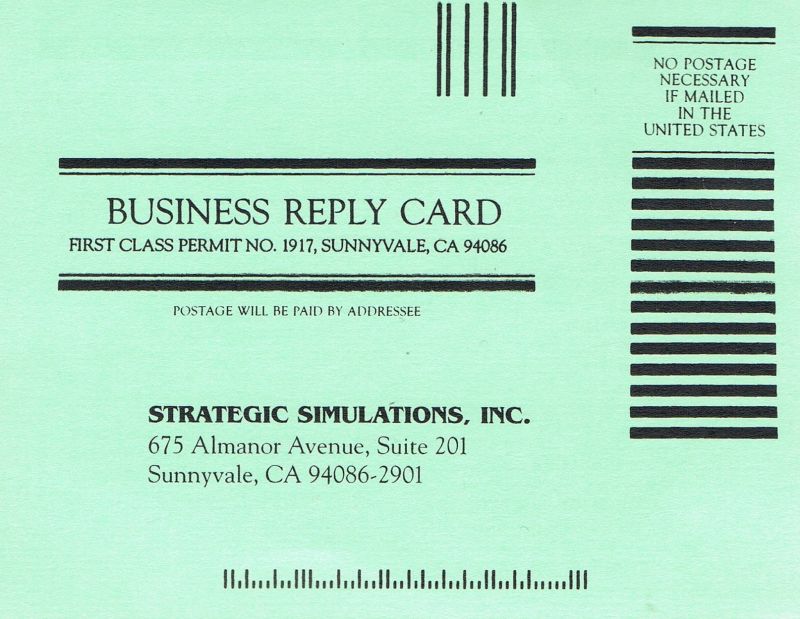 NO POSTAGE
NECESSARY
IF MAILED
IN THE
UNITED STATES
BUSINESS REPLY CARD
FIRST CLASS PERMIT NO. 1917, SUNNYVALE, CA 94086
POSTAGE WILL BE PAID BY ADDRESSEE
STRATEGIC SIMULATIONS, INC.
675 Almanor Avenue, Suite 201
Sunnyvale, CA 94086-2901